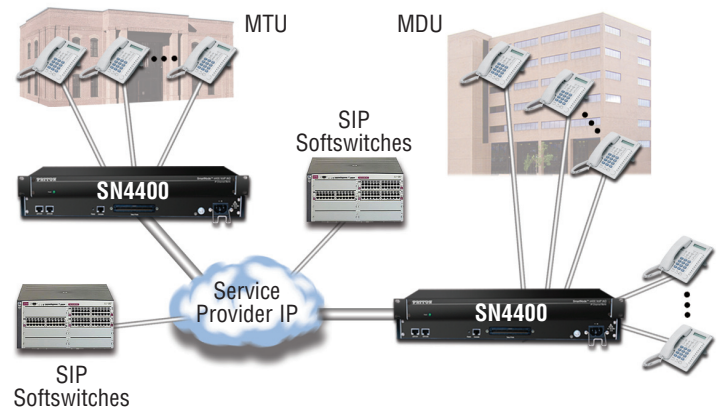 MTU
MDU
SIP
Softswitches
SN4400
Service
Provider IP
SN4400
SIP
Softswitches